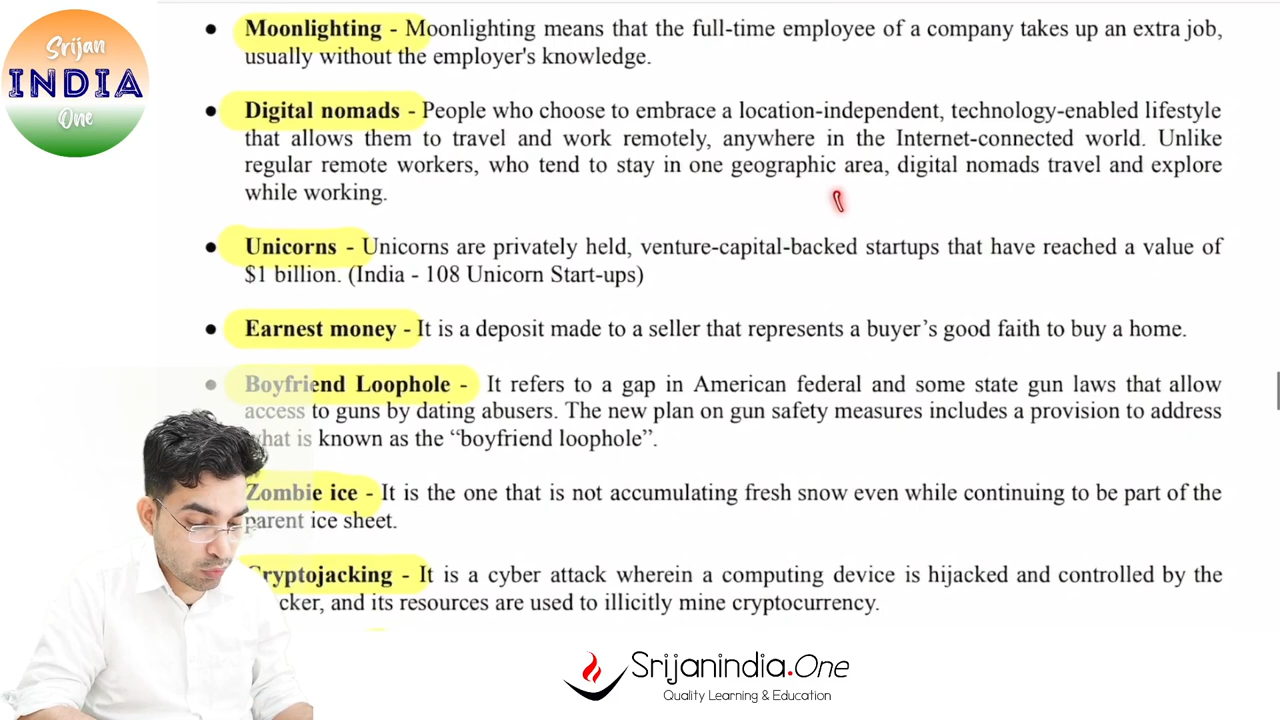 Srijan
INDIA
One
• Moonlighting - Moonlighting means that the full-time employee of a company takes up an extra job,
usually without the employer's knowledge.
• Digital nomads - People who choose to embrace a location-independent, technology-enabled lifestyle
that allows them to travel and work remotely, anywhere in the Internet-connected world. Unlike
regular remote workers, who tend to stay in one geographic area, digital nomads travel and explore
while working.
• Unicorns - Unicorns are privately held, venture-capital-backed startups that have reached a value of
$1 billion. (India - 108 Unicorn Start-ups)
• Earnest money - It is a deposit made to a seller that represents a buyer’s good faith to buy a home.
• Boyfriend Loophole - It refers to a gap in American federal and some state gun laws that allow
access to guns by dating abusers. The new plan on gun safety measures includes a provision to address
what is known as the “boyfriend loophole”.
Zombie ice - It is the one that is not accumulating fresh snow even while continuing to be part of the
parent ice sheet.
Cryptojacking - It is a cyber attack wherein a computing device is hijacked and controlled by the
cker, and its resources are used to illicitly mine cryptocurrency.
Srijanindia.One
Quality Learning & Education